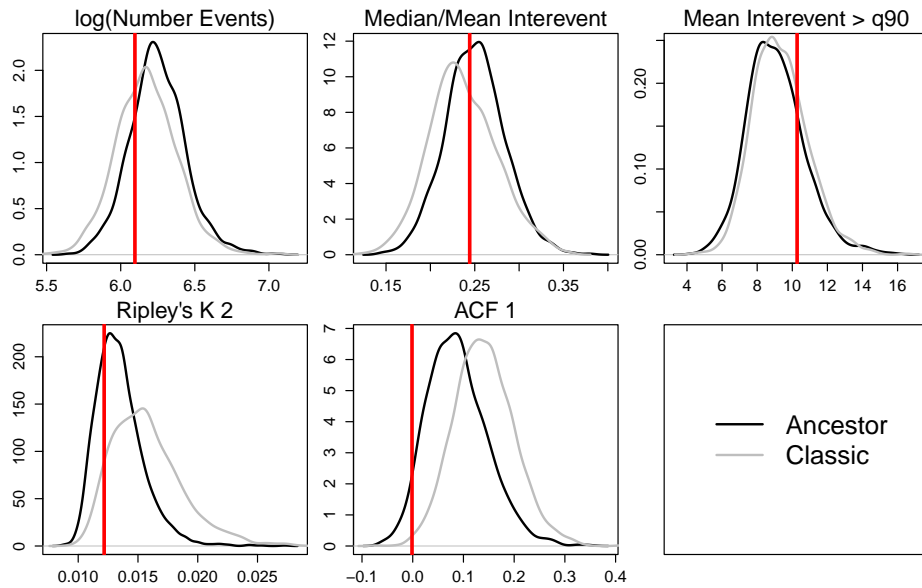 log(Number Events)
Median/Mean Interevent
Mean Interevent > q90
0.0 0.5 1.0 1.5 2.0
5.5 6.0 6.5 7.0
0 2 4 6 8 10 12
0.15 0.25 0.35
0.00 0.10 0.20
4 6 8 10 12 14 16
Ripley's K 2
ACF 1
0 50 100 150 200
0.010 0.015 0.020 0.025
0 1 2 3 4 5 6 7
−0.1 0.0 0.1 0.2 0.3 0.4
Ancestor
Classic